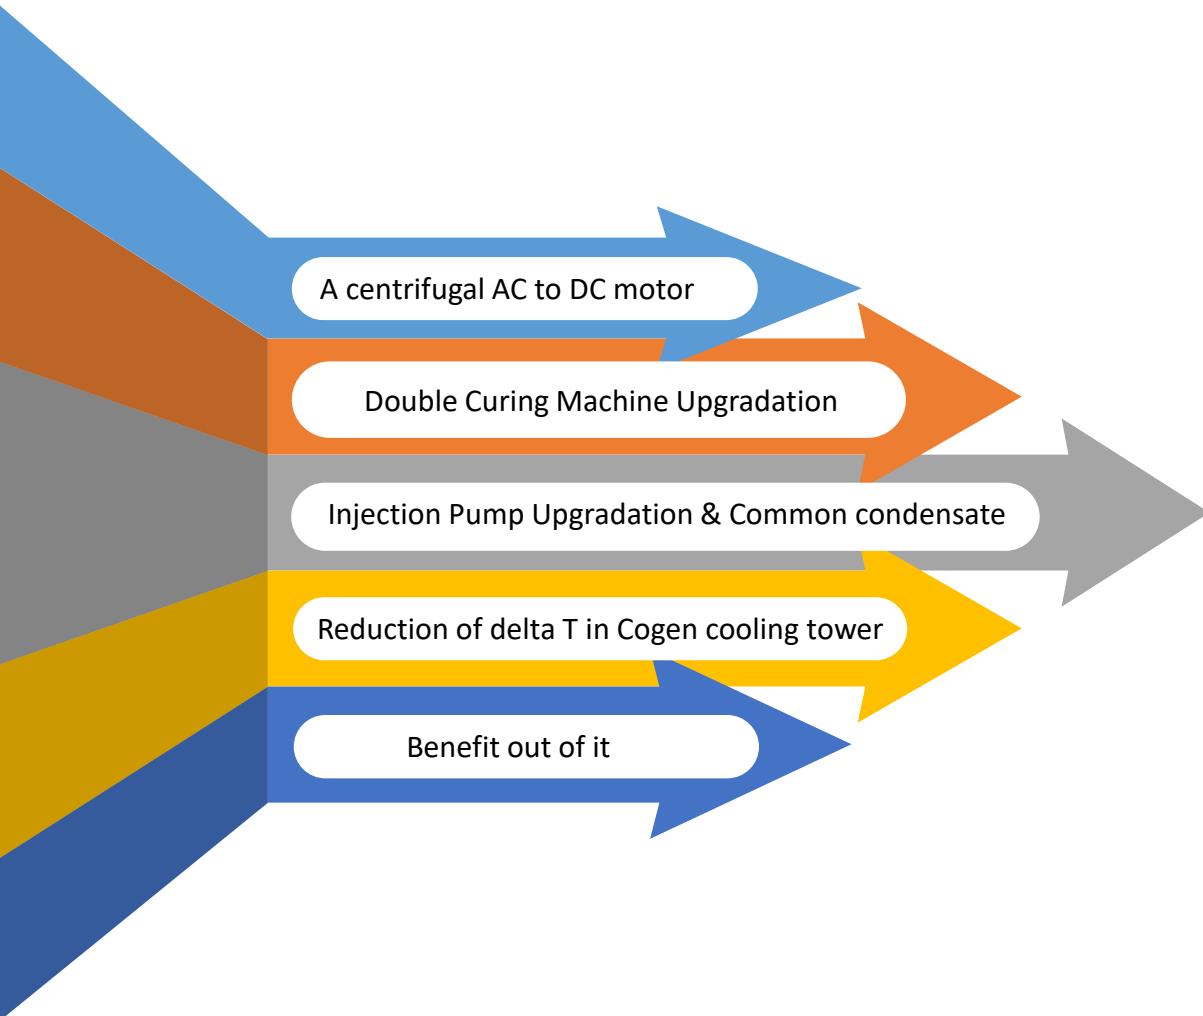 A centrifugal AC to DC motor
Double Curing Machine Upgradation
Injection Pump Upgradation & Common condensate
Reduction of delta T in Cogen cooling tower
Benefit out of it